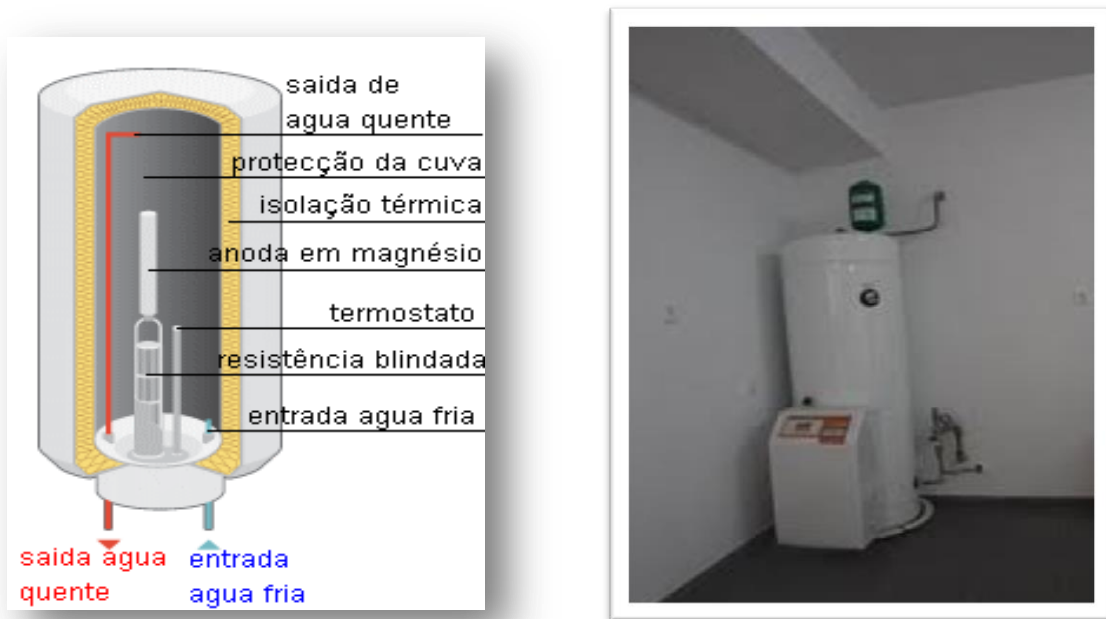 saida de
agua quente
protecção da cuva
isolação térmica
anoda em magnésio
termostato
resistência blindada
entrada agua fria
saida água
quente
entrada
agua fria